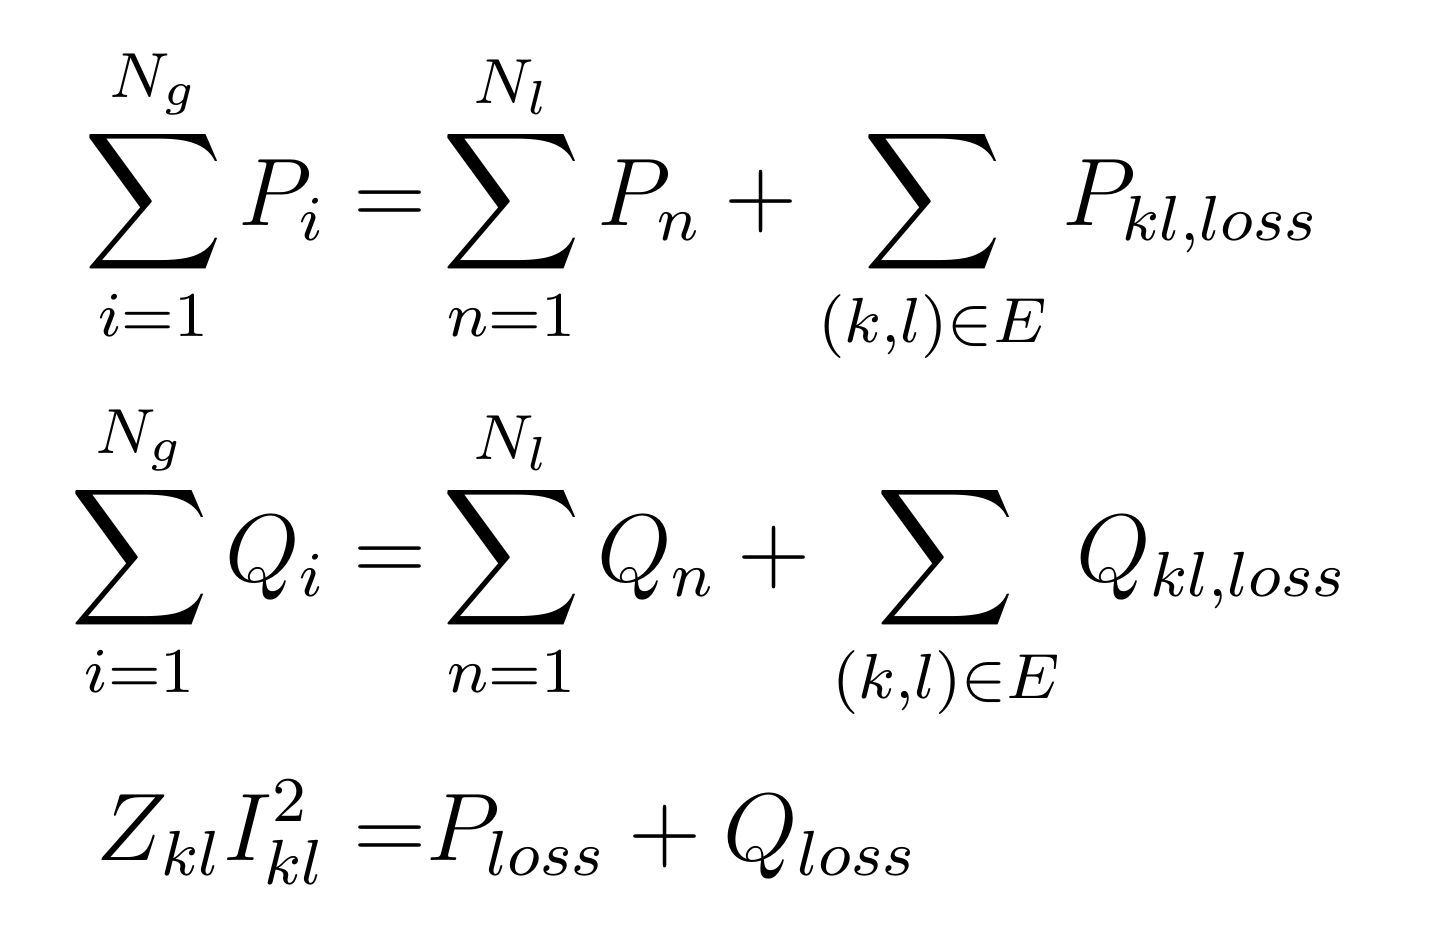 \sum_{i=1}^{N_g} P_i = \sum_{n=1}^{N_l} P_n + \sum_{(k,l) \in E} P_{kl,loss}
\sum_{i=1}^{N_g} Q_i = \sum_{n=1}^{N_l} Q_n + \sum_{(k,l) \in E} Q_{kl,loss}
Z_{kl} I_{kl}^2 = P_{loss} + Q_{loss}